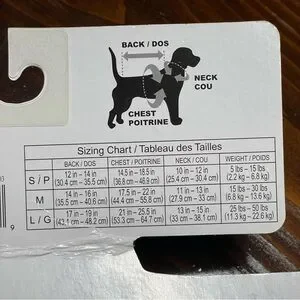 BACK / DOS
NECK
COU
CHEST
POITRINE
Sizing Chart / Tableau des Tailles
BACK / DOS CHEST / POITRINE NECK / COU WEIGHT / POIDS
S / P 12 in – 14 in 14.5 in - 18.5 in 10 in – 12 in 5 lbs – 15 lbs
(30.4 cm - 35.5 cm) (36.8 cm - 46.9 cm) (25.4 cm - 30.4 cm) (2.2 kg - 6.8 kg)
M 14 in – 16 in 17.5 in – 22 in 11 in – 13 in 15 lbs – 30 lbs
(35.5 cm - 40.6 cm) (44.4 cm - 55.8 cm) (27.9 cm – 33 cm) (6.8 kg - 13.6 kg)
L / G 17 in – 19 in 21 in – 25.5 in 13 in – 15 in 25 lbs – 50 lbs
(43.1 cm - 48.2 cm) (53.3 cm - 64.7 cm) (33 cm – 38.1 cm) (11.3 kg - 22.6 kg)
9